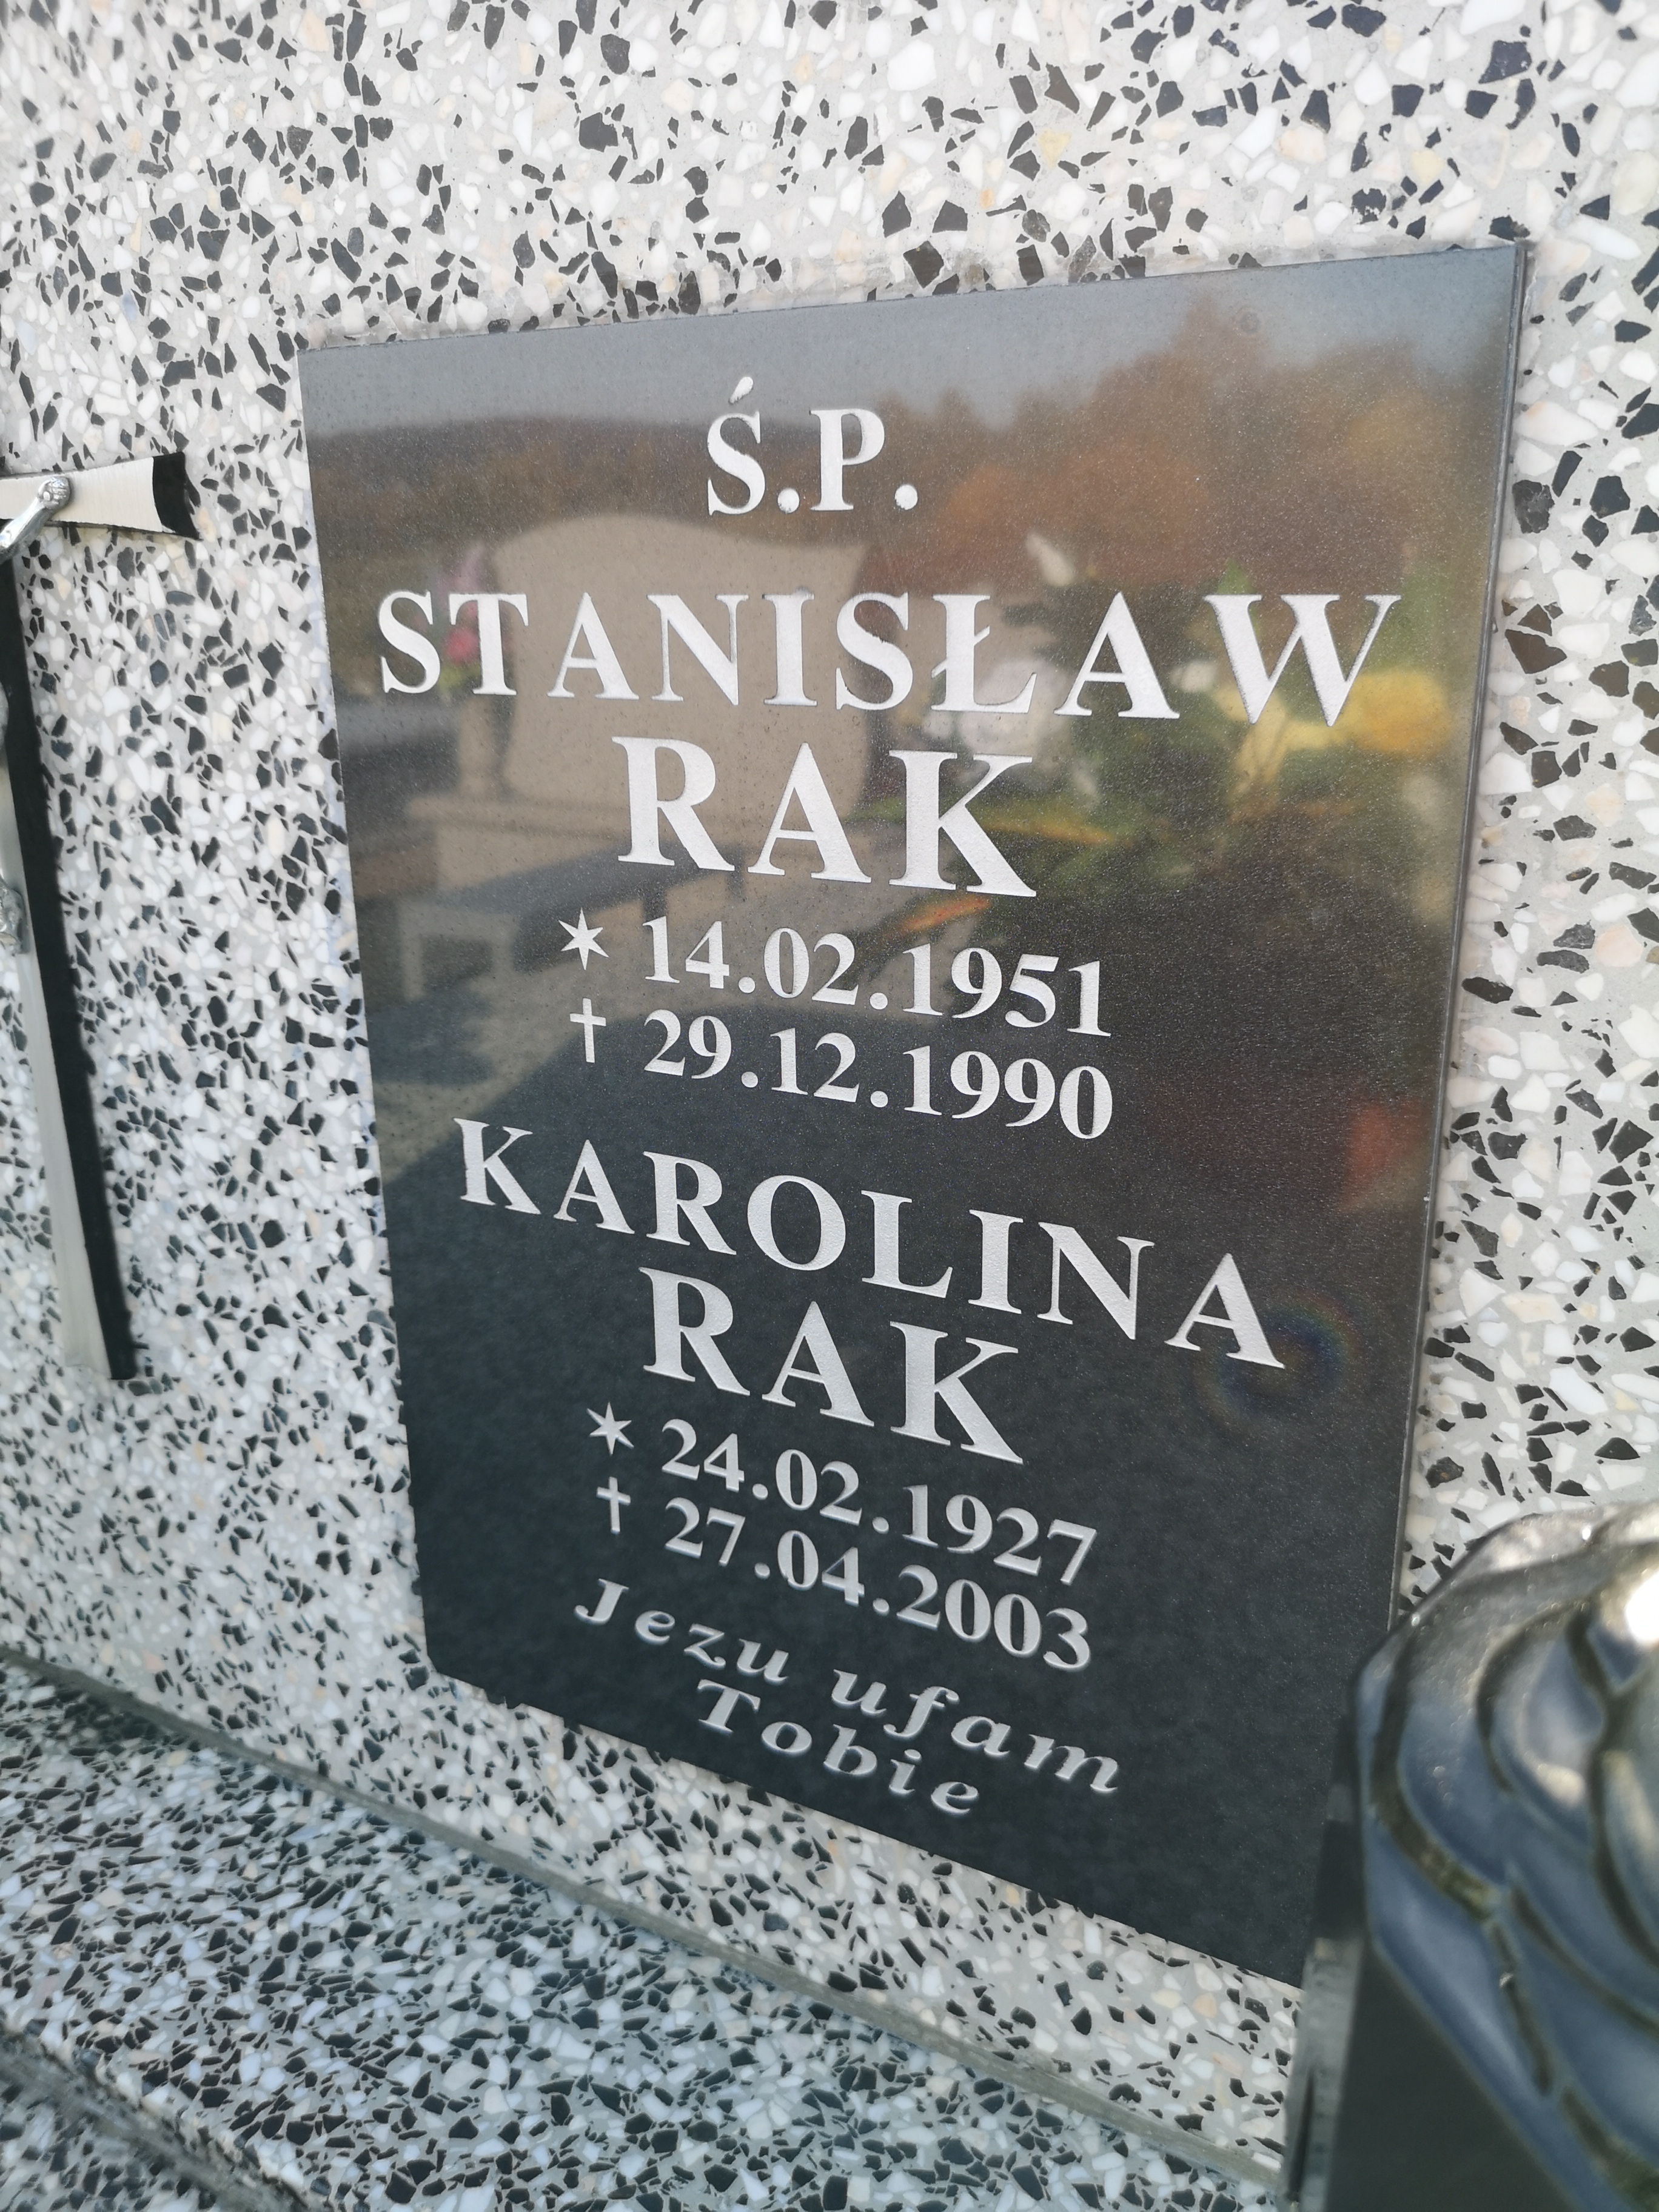 Ś.P.
STANISŁAW
RAK
✶ 14.02.1951
† 29.12.1990
KAROLINA
RAK
✶ 24.02.1927
† 27.04.2003
Jezu ufam
Tobie